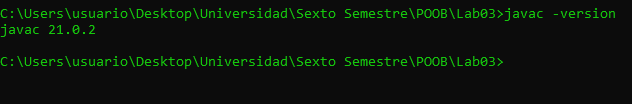 C:\Users\usuario\Desktop\Universidad\Sexto Semestre\POOB\Lab03>javac -version
javac 21.0.2
C:\Users\usuario\Desktop\Universidad\Sexto Semestre\POOB\Lab03>